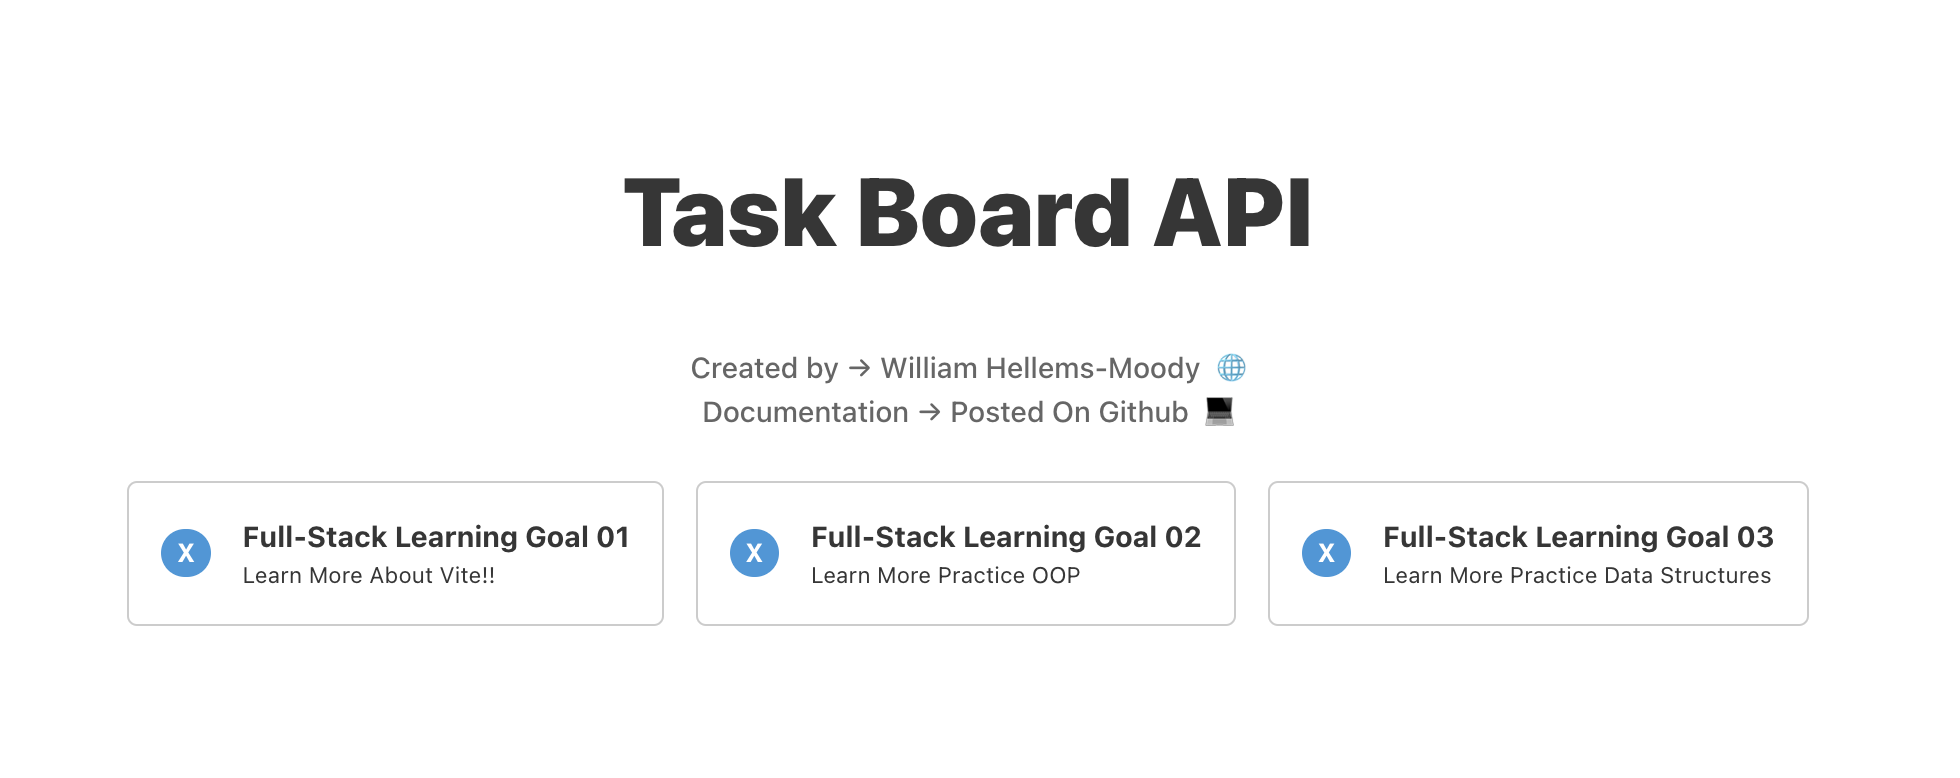 Task Board API
Created by → William Hellems-Moody 🌐
Documentation → Posted On Github 💻
X
Full-Stack Learning Goal 01
Learn More About Vite!!
X
Full-Stack Learning Goal 02
Learn More Practice OOP
X
Full-Stack Learning Goal 03
Learn More Practice Data Structures